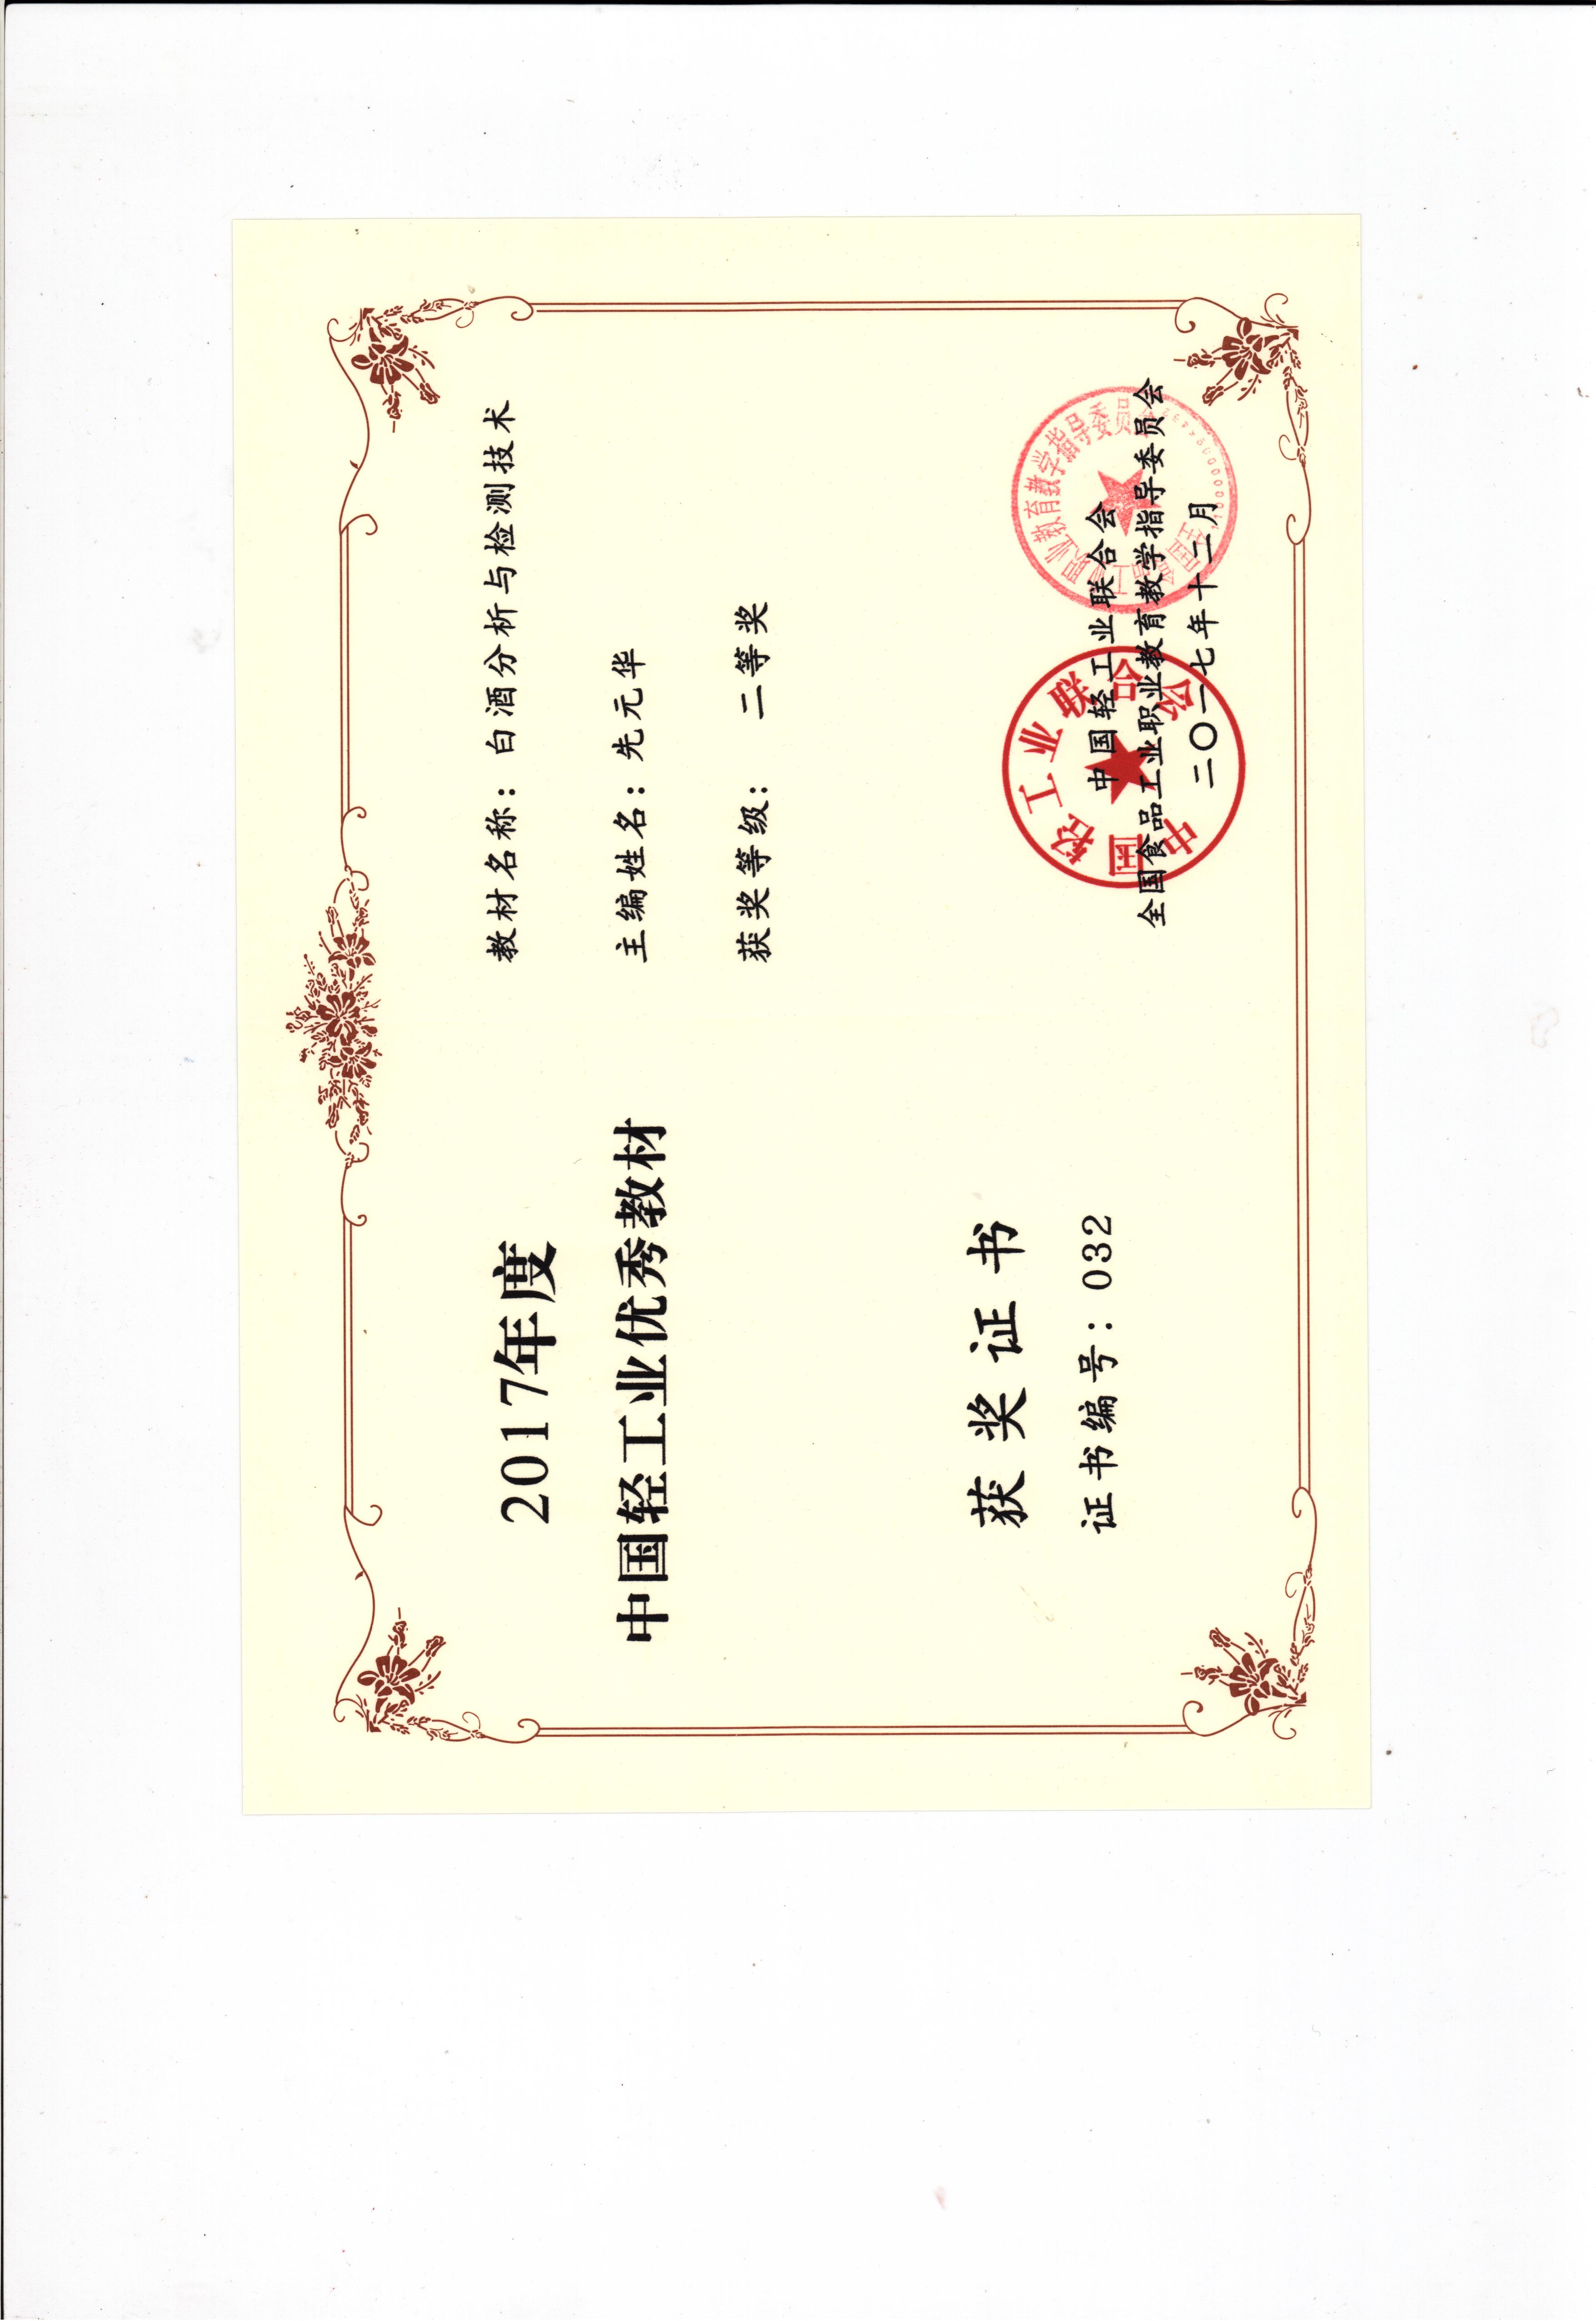 2017年度
中国轻工业优秀教材
获奖证书
证书编号：032
教材名称：白酒分析与检测技术
主编姓名：先元华
获奖等级： 二等奖
中国轻工业联合会
全国食品工业职业教育教学指导委员会
二〇一七年十二月
中国轻工业联合会
全国食品工业职业教育教学指导委员会